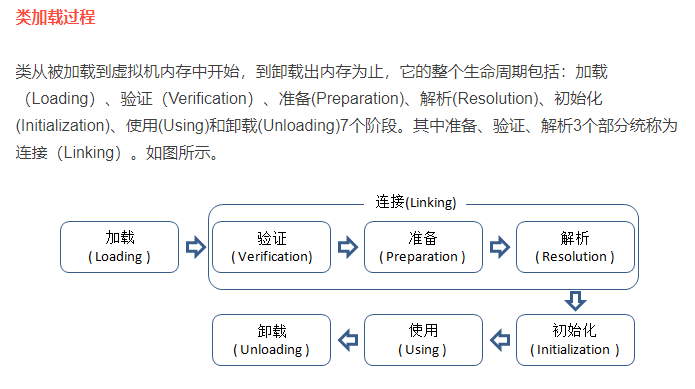 类加载过程
类从被加载到虚拟机内存中开始，到卸载出内存为止，它的整个生命周期包括：加载
（Loading）、验证（Verification）、准备(Preparation)、解析(Resolution)、初始化
(Initialization)、使用(Using)和卸载(Unloading)7个阶段。其中准备、验证、解析3个部分统称为
连接（Linking）。如图所示。
连接(Linking)
加载
( Loading )
验证
( Verification)
准备
( Preparation )
解析
( Resolution )
卸载
( Unloading )
使用
( Using )
初始化
( Initialization )